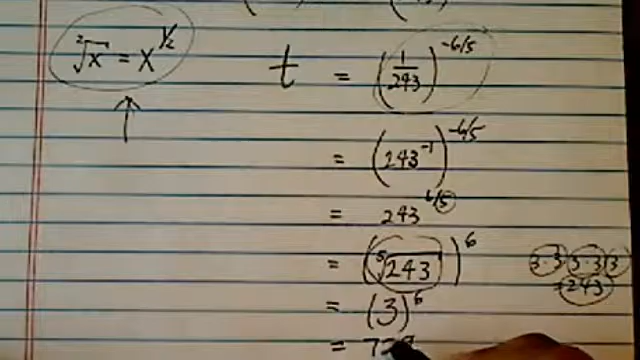 ²√x = x^1/2
t = (1/243)^-6/5
= (243^-1)^-6/5
= 243^6/5
= (⁵√243)^6
3·3 3·3 3
= (3)^6
=243
= 7